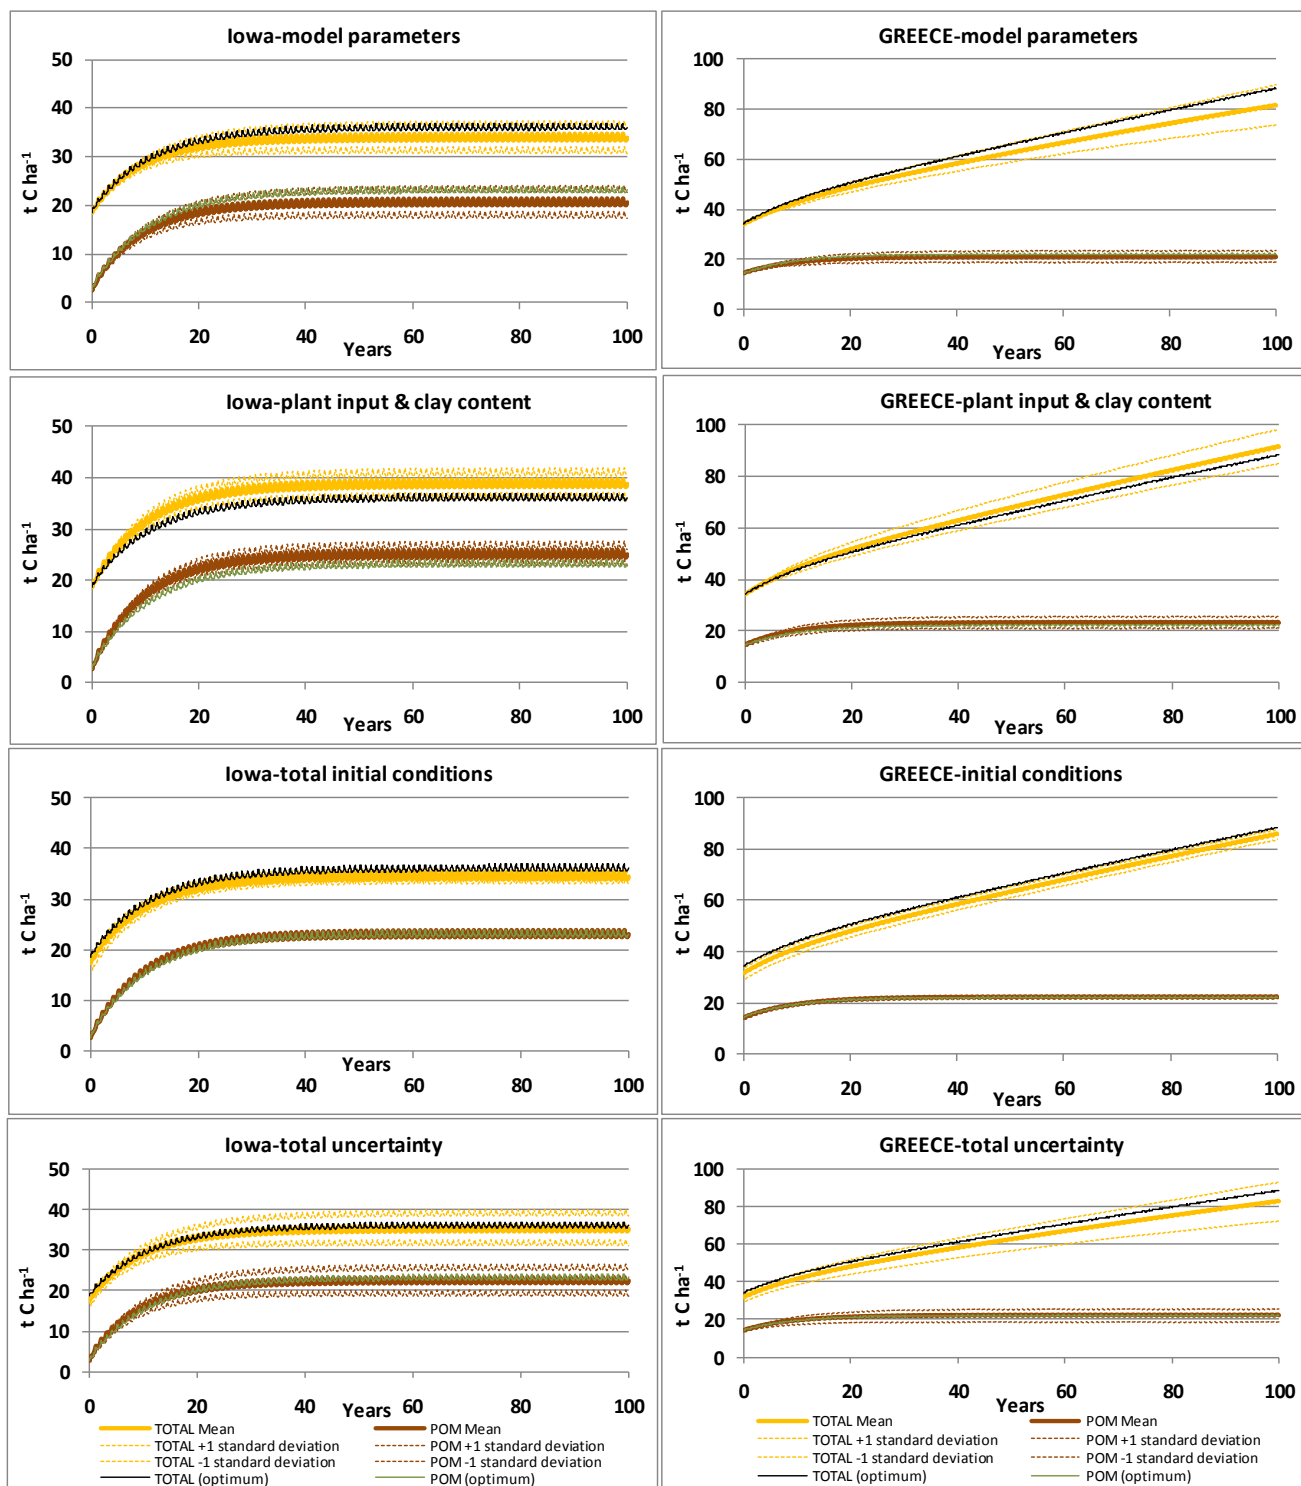 Iowa-model parameters
50
40
30
20
10
0
t C ha-1
0 20 40 60 80 100
Years
GREECE-model parameters
100
80
60
40
20
0
t C ha-1
0 20 40 60 80 100
Years
Iowa-plant input & clay content
50
40
30
20
10
0
t C ha-1
0 20 40 60 80 100
Years
GREECE-plant input & clay content
100
80
60
40
20
0
t C ha-1
0 20 40 60 80 100
Years
Iowa-total initial conditions
50
40
30
20
10
0
t C ha-1
Years
0 20 40 60 80 100
GREECE-initial conditions
100
80
60
40
20
0
t C ha-1
0 20 40 60 80 100
Years
Iowa-total uncertainty
50
40
30
20
10
0
t C ha-1
0 20 40 60 80 100
Years
TOTAL Mean POM Mean
TOTAL +1 standard deviation POM +1 standard deviation
TOTAL -1 standard deviation POM -1 standard deviation
TOTAL (optimum) POM (optimum)
GREECE-total uncertainty
100
80
60
40
20
0
t C ha-1
0 20 40 60 80 100
Years
TOTAL Mean POM Mean
TOTAL +1 standard deviation POM +1 standard deviation
TOTAL -1 standard deviation POM -1 standard deviation
TOTAL (optimum) POM (optimum)